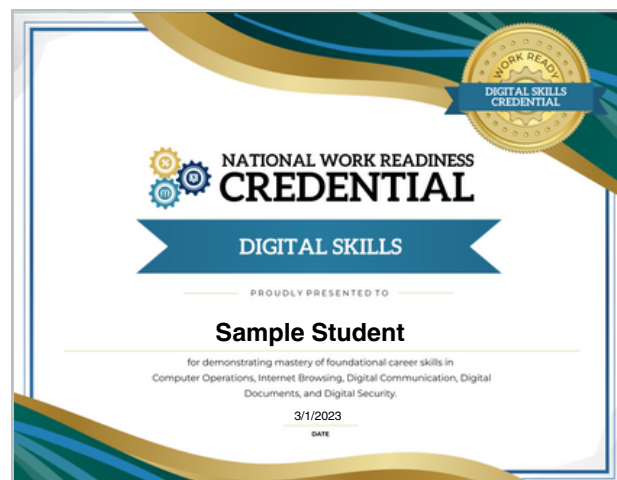 WORK READY
DIGITAL SKILLS
CREDENTIAL
NATIONAL WORK READINESS
CREDENTIAL
DIGITAL SKILLS
PROUDLY PRESENTED TO
Sample Student
for demonstrating mastery of foundational career skills in
Computer Operations, Internet Browsing, Digital Communication, Digital
Documents, and Digital Security.
3/1/2023
DATE